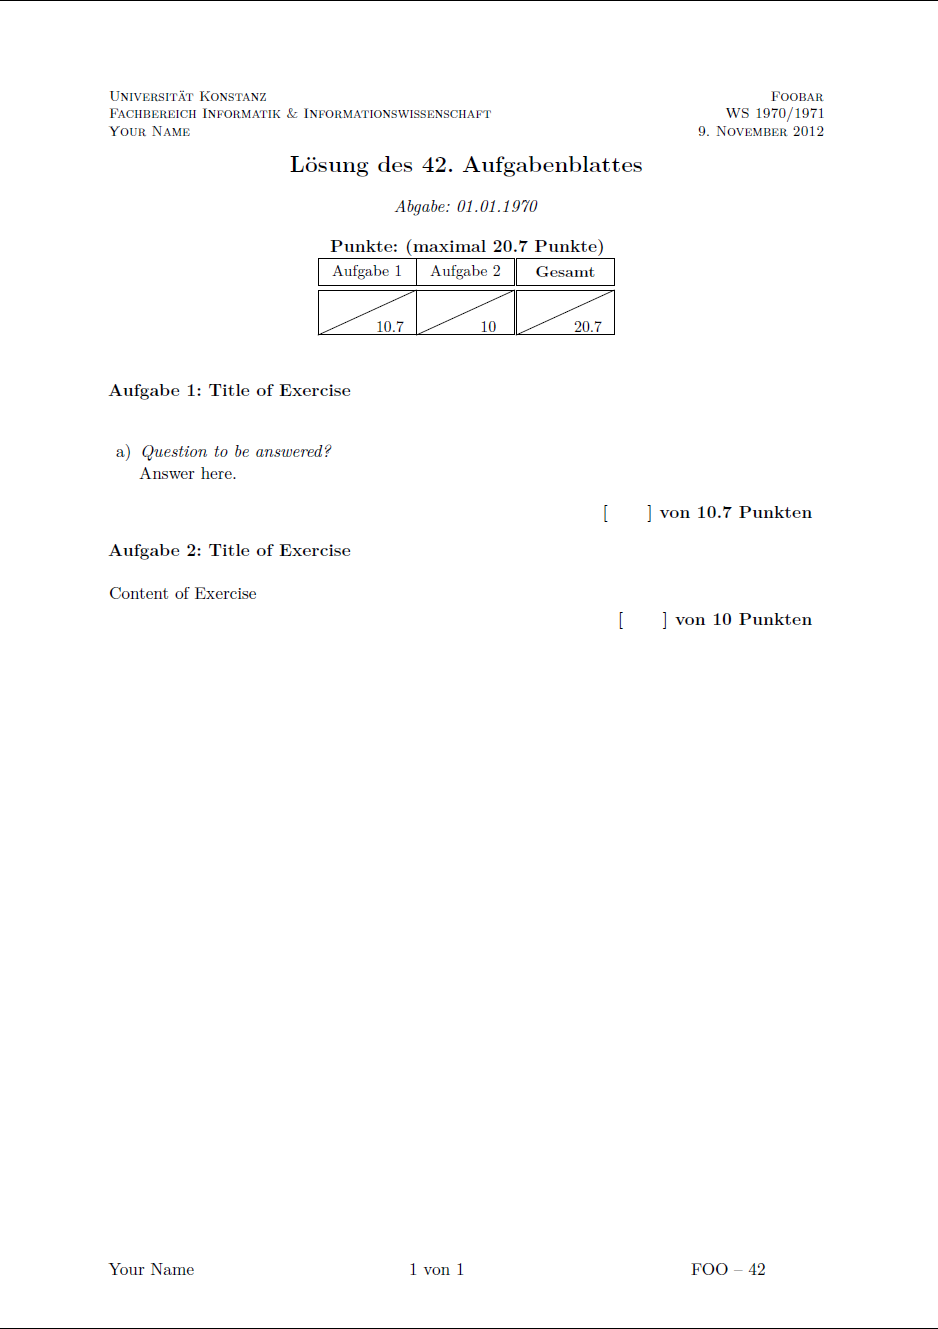 Universität Konstanz Foobar
Fachbereich Informatik & Informationswissenschaft WS 1970/1971
Your Name 9. November 2012
Lösung des 42. Aufgabenblattes
Abgabe: 01.01.1970
Punkte: (maximal 20.7 Punkte)
Aufgabe 1 Aufgabe 2 Gesamt
10.7 10 20.7
Aufgabe 1: Title of Exercise
a) Question to be answered?
Answer here.
[ ] von 10.7 Punkten
Aufgabe 2: Title of Exercise
Content of Exercise
[ ] von 10 Punkten
Your Name 1 von 1 FOO – 42